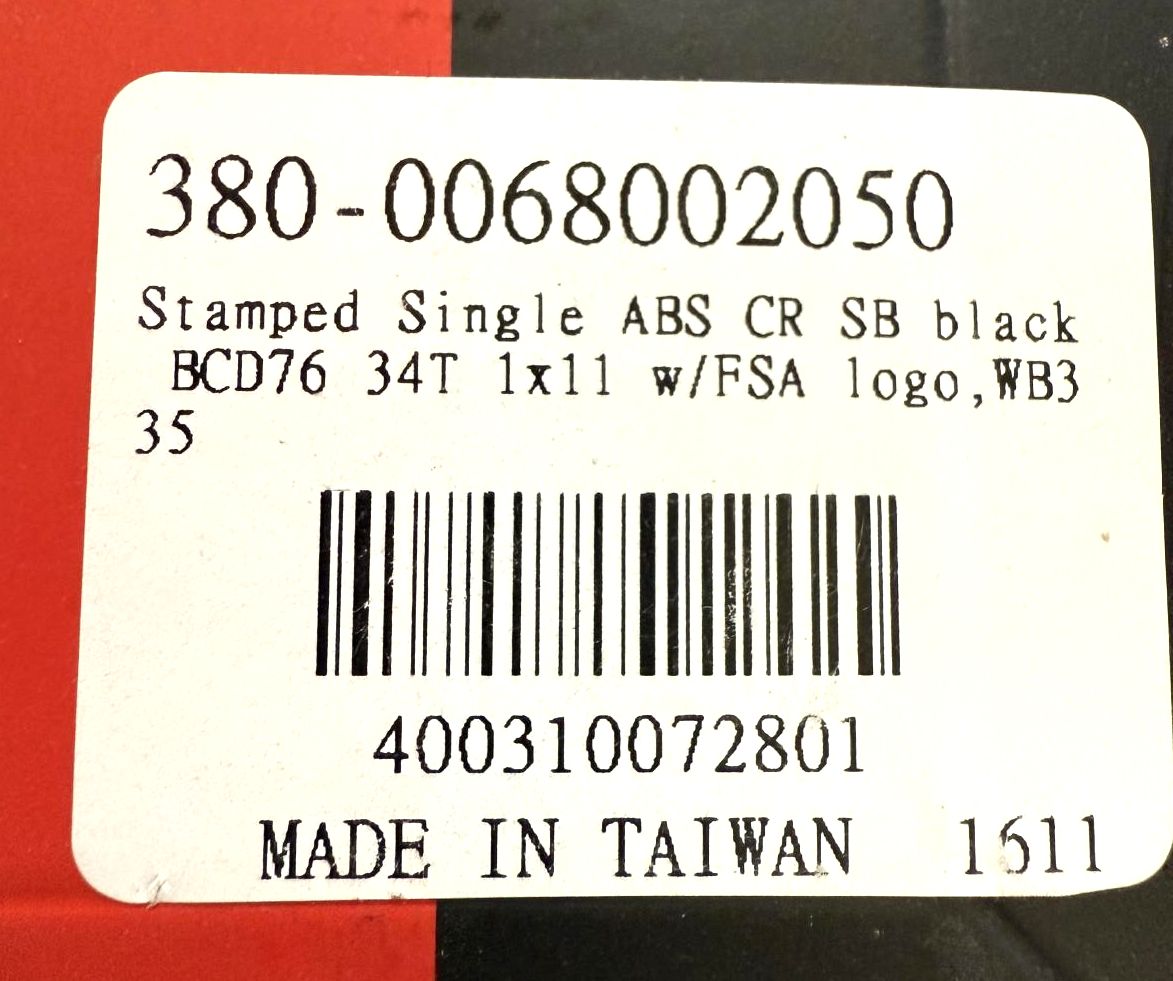 380-0068002050
Stamped Single ABS CR SB black
BCD76 34T 1x11 w/FSA logo,WB3
35
400310072801
MADE IN TAIWAN 1611